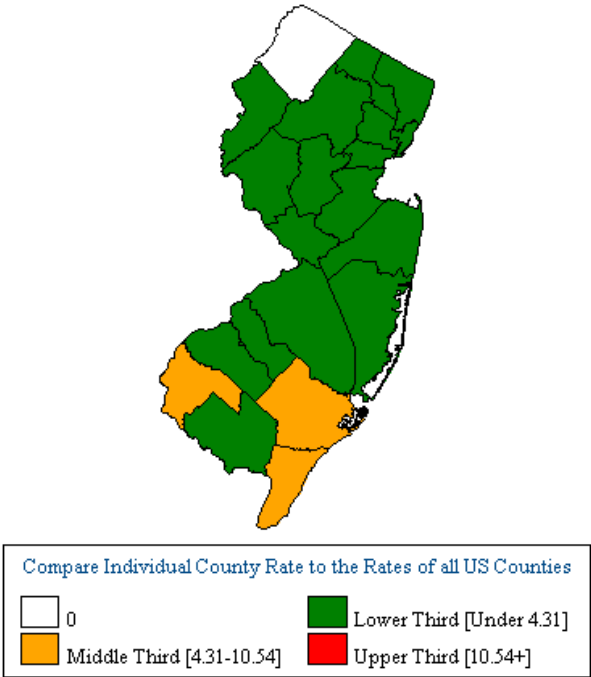 Compare Individual County Rate to the Rates of all US Counties
0
Lower Third [Under 4.31]
Middle Third [4.31-10.54]
Upper Third [10.54+]